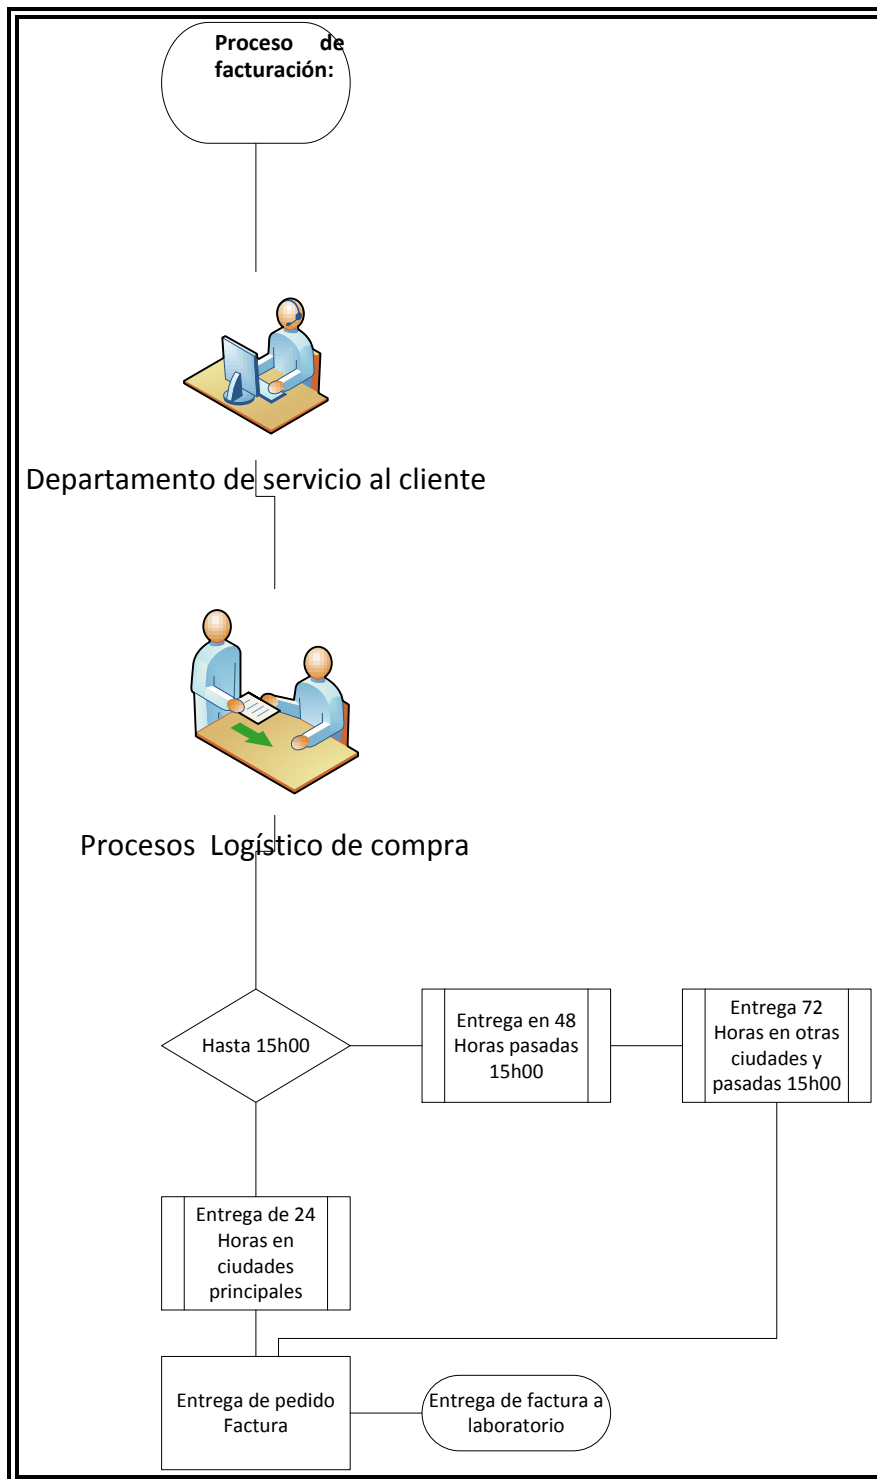 Proceso de
facturación:
Departamento de servicio al cliente
Procesos Logístico de compra
Hasta 15h00
Entrega en 48
Horas pasadas
15h00
Entrega 72
Horas en otras
ciudades y
pasadas 15h00
Entrega de 24
Horas en
ciudades
principales
Entrega de pedido
Factura
Entrega de factura a
laboratorio